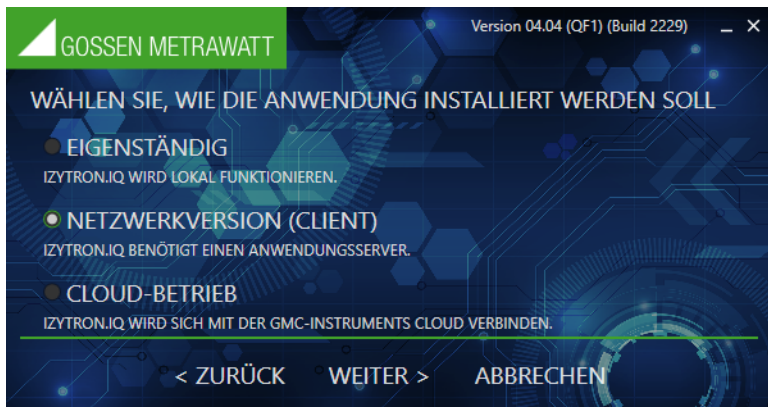 GOSSEN METRAWATT
Version 04.04 (QF1) (Build 2229)
WÄHLEN SIE, WIE DIE ANWENDUNG INSTALLIERT WERDEN SOLL
EIGENSTÄNDIG
IZYTRON.IQ WIRD LOKAL FUNKTIONIEREN.
NETZWERKVERSION (CLIENT)
IZYTRON.IQ BENÖTIGT EINEN ANWENDUNGSSERVER.
CLOUD-BETRIEB
IZYTRON.IQ WIRD SICH MIT DER GMC-INSTRUMENTS CLOUD VERBINDEN.
< ZURÜCK WEITER > ABBRECHEN